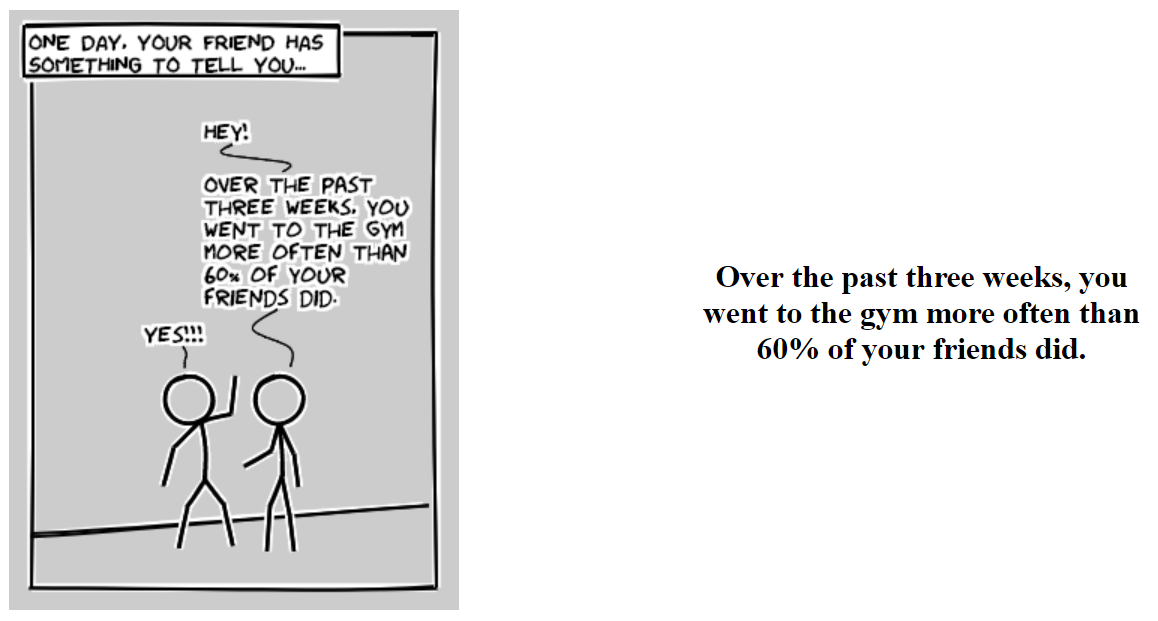 ONE DAY, YOUR FRIEND HAS
SOMETHING TO TELL YOU...
HEY!
OVER THE PAST
THREE WEEKS, YOU
WENT TO THE GYM
MORE OFTEN THAN
60% OF YOUR
FRIENDS DID.
YES!!!
Over the past three weeks, you
went to the gym more often than
60% of your friends did.